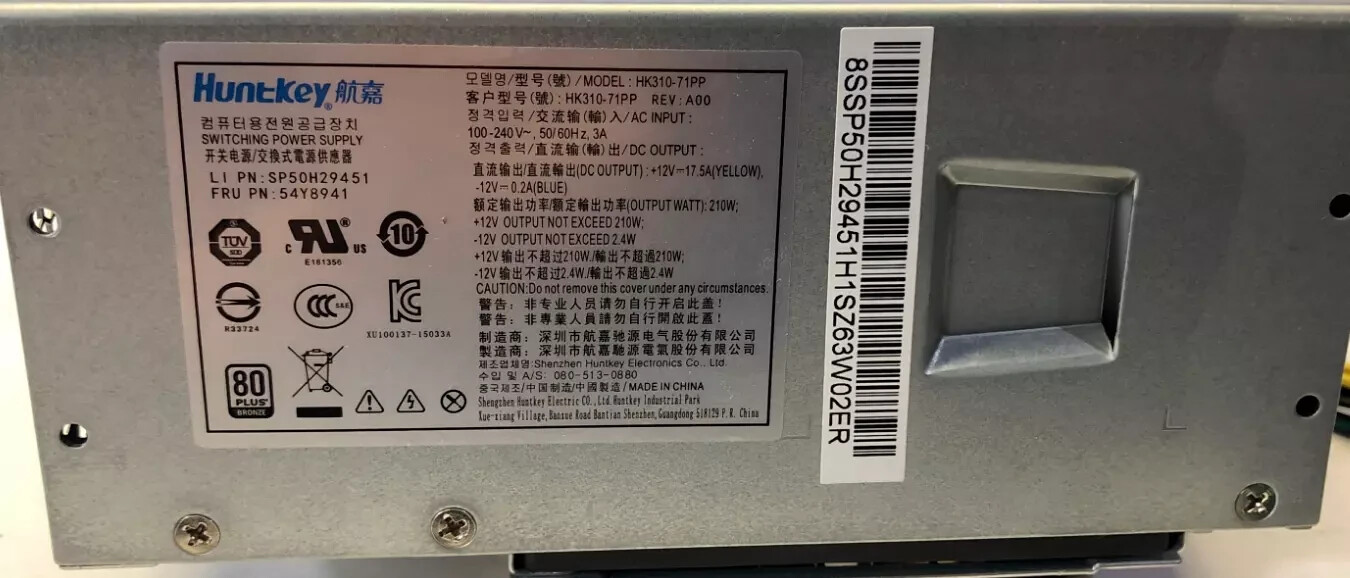 Huntkey® 航嘉
컴퓨터용전원공급장치
SWITCHING POWER SUPPLY
开关电源/交換式電源供應器
LI PN:SP50H29451
FRU PN:54Y8941
TÜV
SÜD
c RU ® US
E181356
10
R33724
CCC S&E
KC
XU100137-15033A
80
PLUS®
BRONZE
모델명/型号(號)/MODEL: HK310-71PP
客户型号(號): HK310-71PP REV:A00
정격입력/交流输(輸)入/AC INPUT:
100-240V~, 50/60Hz, 3A
정격출력/直流输(輸)出/DC OUTPUT:
直流输出/直流輸出(DC OUTPUT):+12V⎓17.5A(YELLOW),
-12V⎓0.2A(BLUE)
额定输出功率/額定輸出功率(OUTPUT WATT): 210W;
+12V OUTPUT NOT EXCEED 210W;
-12V OUTPUT NOT EXCEED 2.4W
+12V输出不超过210W./輸出不超過210W;
-12V输出不超过2.4W./輸出不超過2.4W
CAUTION:Do not remove this cover under any circumstances.
警告: 非专业人员请勿自行开启此盖!
警告: 非專業人員請勿自行開啟此蓋!
制造商: 深圳市航嘉驰源电气股份有限公司
製造商: 深圳市航嘉馳源電氣股份有限公司
제조업체명:Shenzhen Huntkey Electronics Co., Ltd.
수입 및 A/S: 080-513-0880
중국제조/中国制造/中國製造/MADE IN CHINA
Shengzhen Huntkey Electric CO., Ltd. Huntkey Industrial Park
Xue-xiang Village, Banxue Road Bantian Shenzhen, Guangdong 518129 P. R. China
8SSP50H29451H1SZ63W02ER